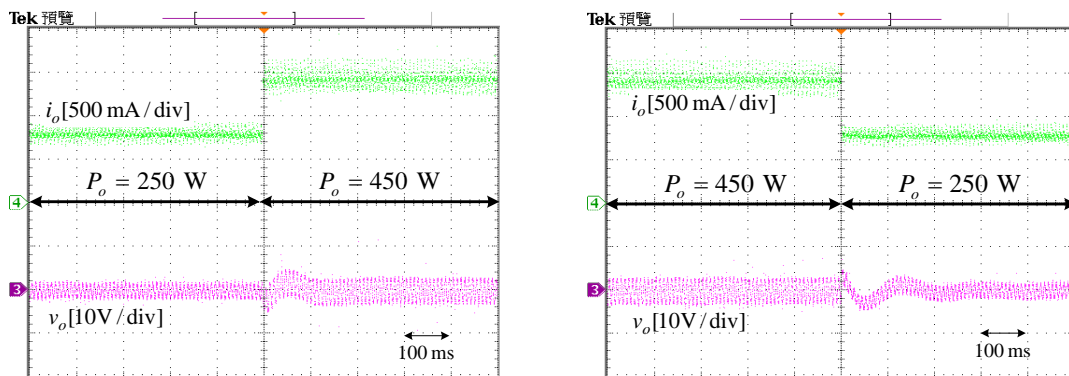 Tek 預覽
i_o[500 mA/div]
P_o = 250 W
P_o = 450 W
4
3
v_o[10V/div]
100 ms
Tek 預覽
i_o[500 mA/div]
P_o = 450 W
P_o = 250 W
4
3
v_o[10V/div]
100 ms